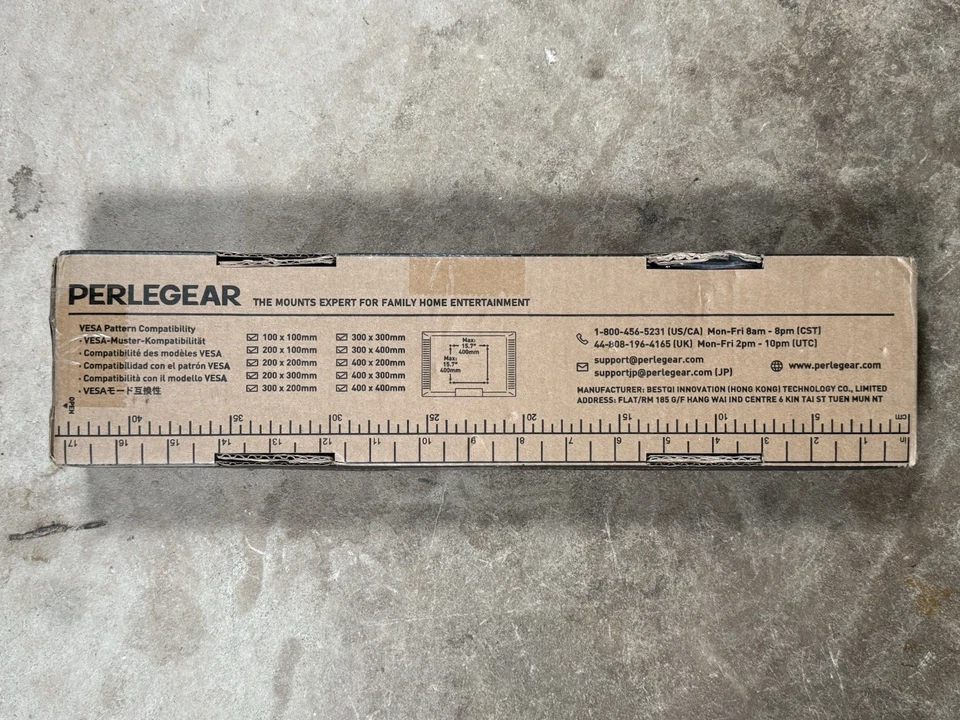 PERLEGEAR THE MOUNTS EXPERT FOR FAMILY HOME ENTERTAINMENT
VESA Pattern Compatibility
· VESA-Muster-Kompatibilität
· Compatibilité des modèles VESA
· Compatibilidad con el patrón VESA
· Compatibilità con il modello VESA
· VESAモード互換性
100 x 100mm
200 x 100mm
200 x 200mm
200 x 300mm
300 x 200mm
300 x 300mm
300 x 400mm
400 x 200mm
400 x 300mm
400 x 400mm
Max:
15.7"
400mm
Max:
15.7"
400mm
1-800-456-5231 (US/CA) Mon-Fri 8am - 8pm (CST)
44-808-196-4165 (UK) Mon-Fri 2pm - 10pm (UTC)
support@perlegear.com
supportjp@perlegear.com (JP)
www.perlegear.com
MANUFACTURER: BESTQI INNOVATION (HONG KONG) TECHNOLOGY CO., LIMITED
ADDRESS: FLAT/RM 185 G/F HANG WAI IND CENTRE 6 KIN TAI ST TUEN MUN NT
OPEN
40 35 30 25 20 15 10 5 cm
17 16 15 14 13 12 11 10 9 8 7 6 5 4 3 2 1 in